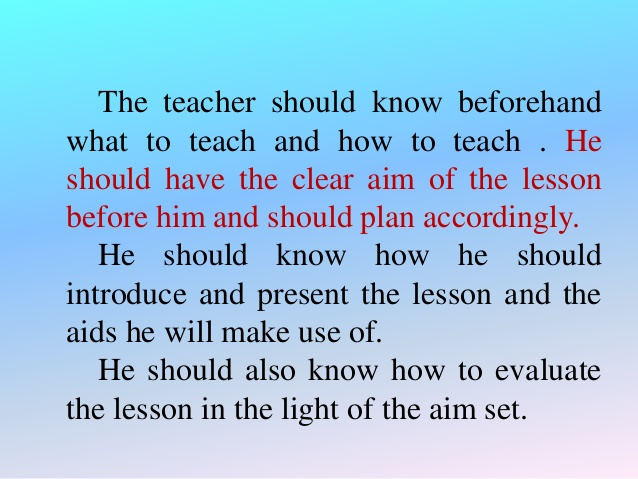 The teacher should know beforehand
what to teach and how to teach . He
should have the clear aim of the lesson
before him and should plan accordingly.
He should know how he should
introduce and present the lesson and the
aids he will make use of.
He should also know how to evaluate
the lesson in the light of the aim set.